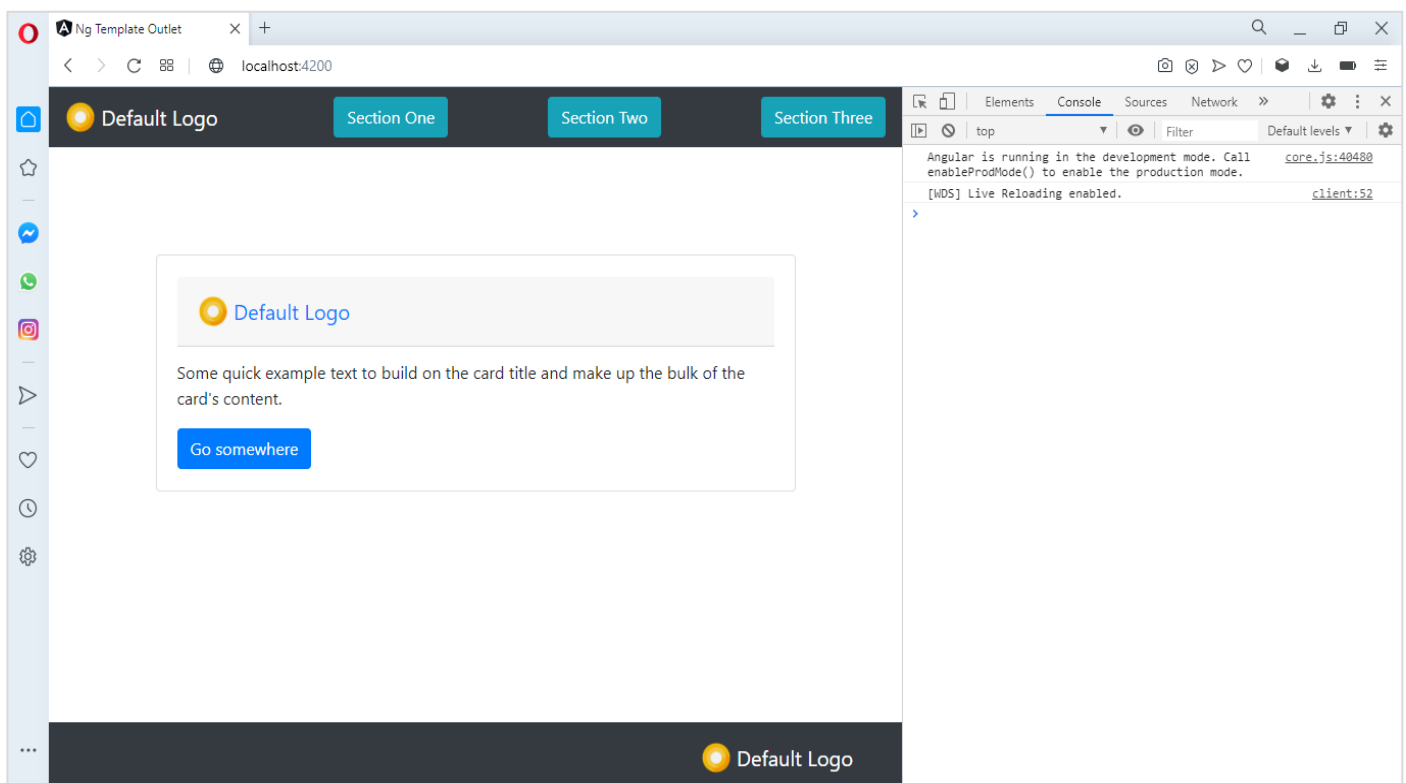 Ng Template Outlet
localhost:4200
Default Logo
Section One
Section Two
Section Three
Default Logo
Some quick example text to build on the card title and make up the bulk of the
card's content.
Go somewhere
Default Logo
Elements Console Sources Network »
top Filter Default levels ▼
Angular is running in the development mode. Call core.js:40480
enableProdMode() to enable the production mode.
[WDS] Live Reloading enabled. client:52